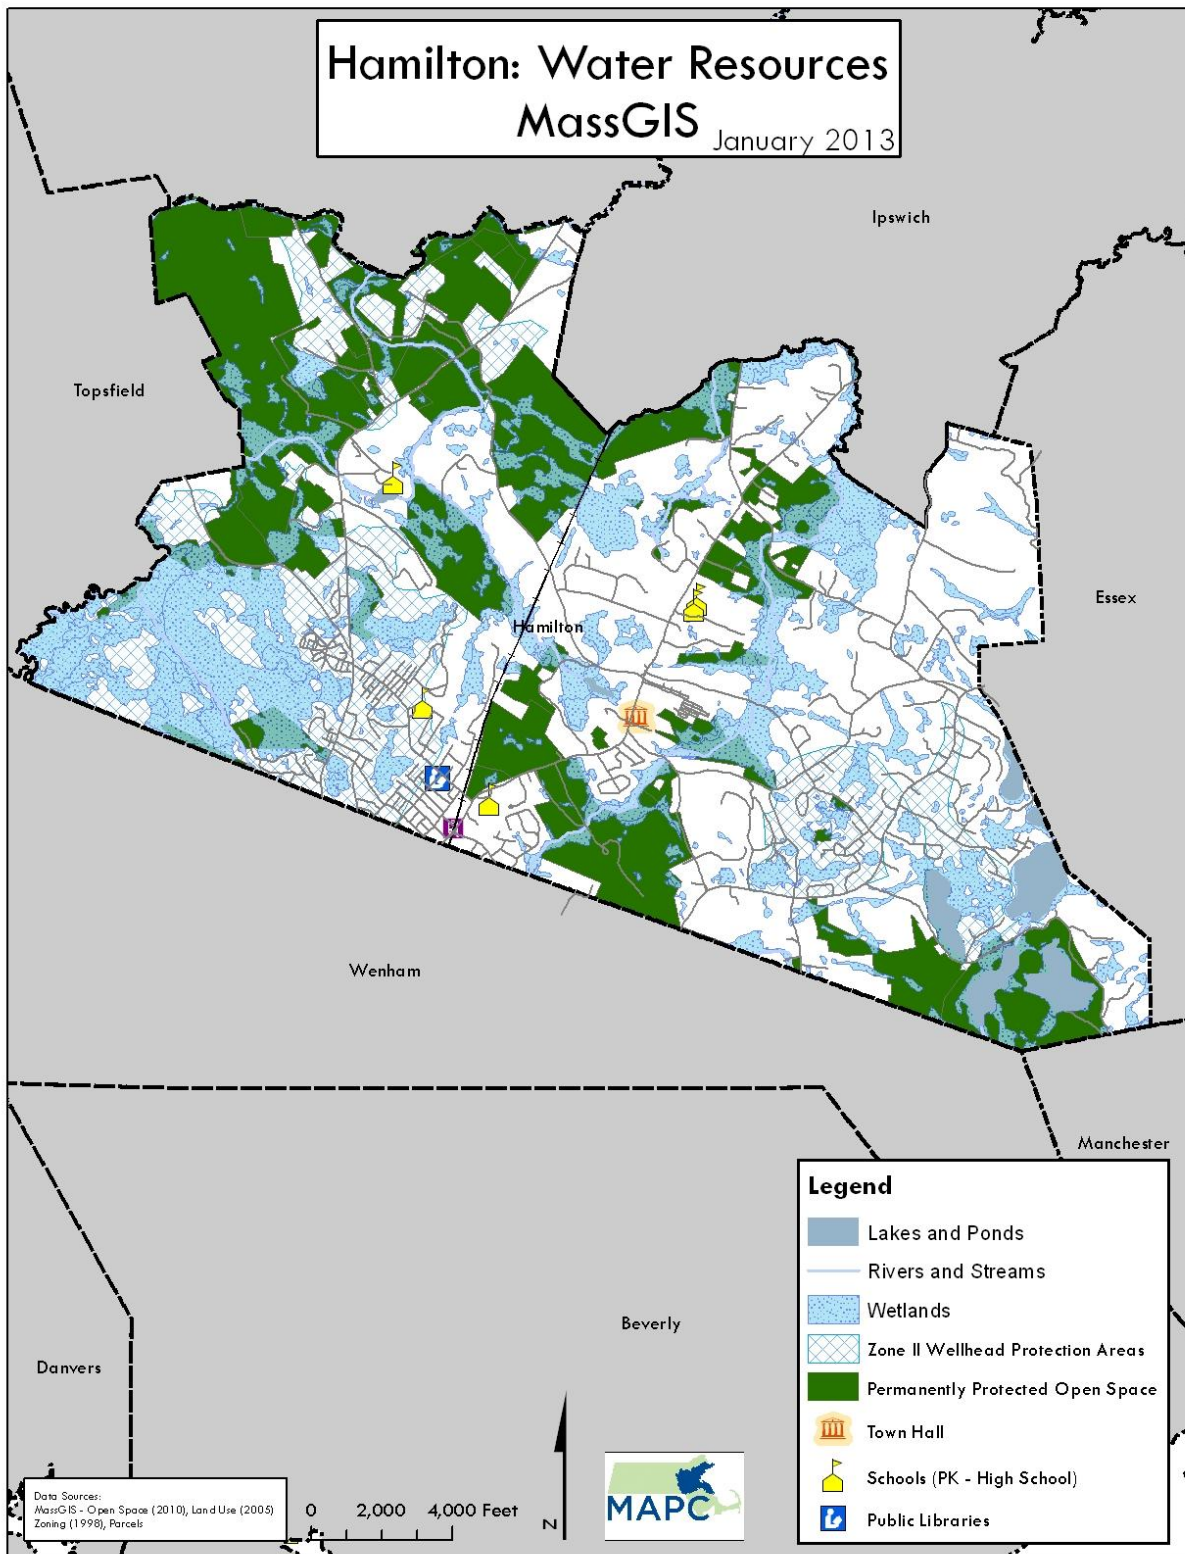 Hamilton: Water Resources
MassGIS
January 2013
Ipswich
Topsfield
Essex
Hamilton
Wenham
Manchester
Beverly
Danvers
Legend
Lakes and Ponds
Rivers and Streams
Wetlands
Zone II Wellhead Protection Areas
Permanently Protected Open Space
Town Hall
Schools (PK - High School)
Public Libraries
Data Sources:
MassGIS - Open Space (2010), Land Use (2005)
Zoning (1998), Parcels
0 2,000 4,000 Feet
N
MAPC